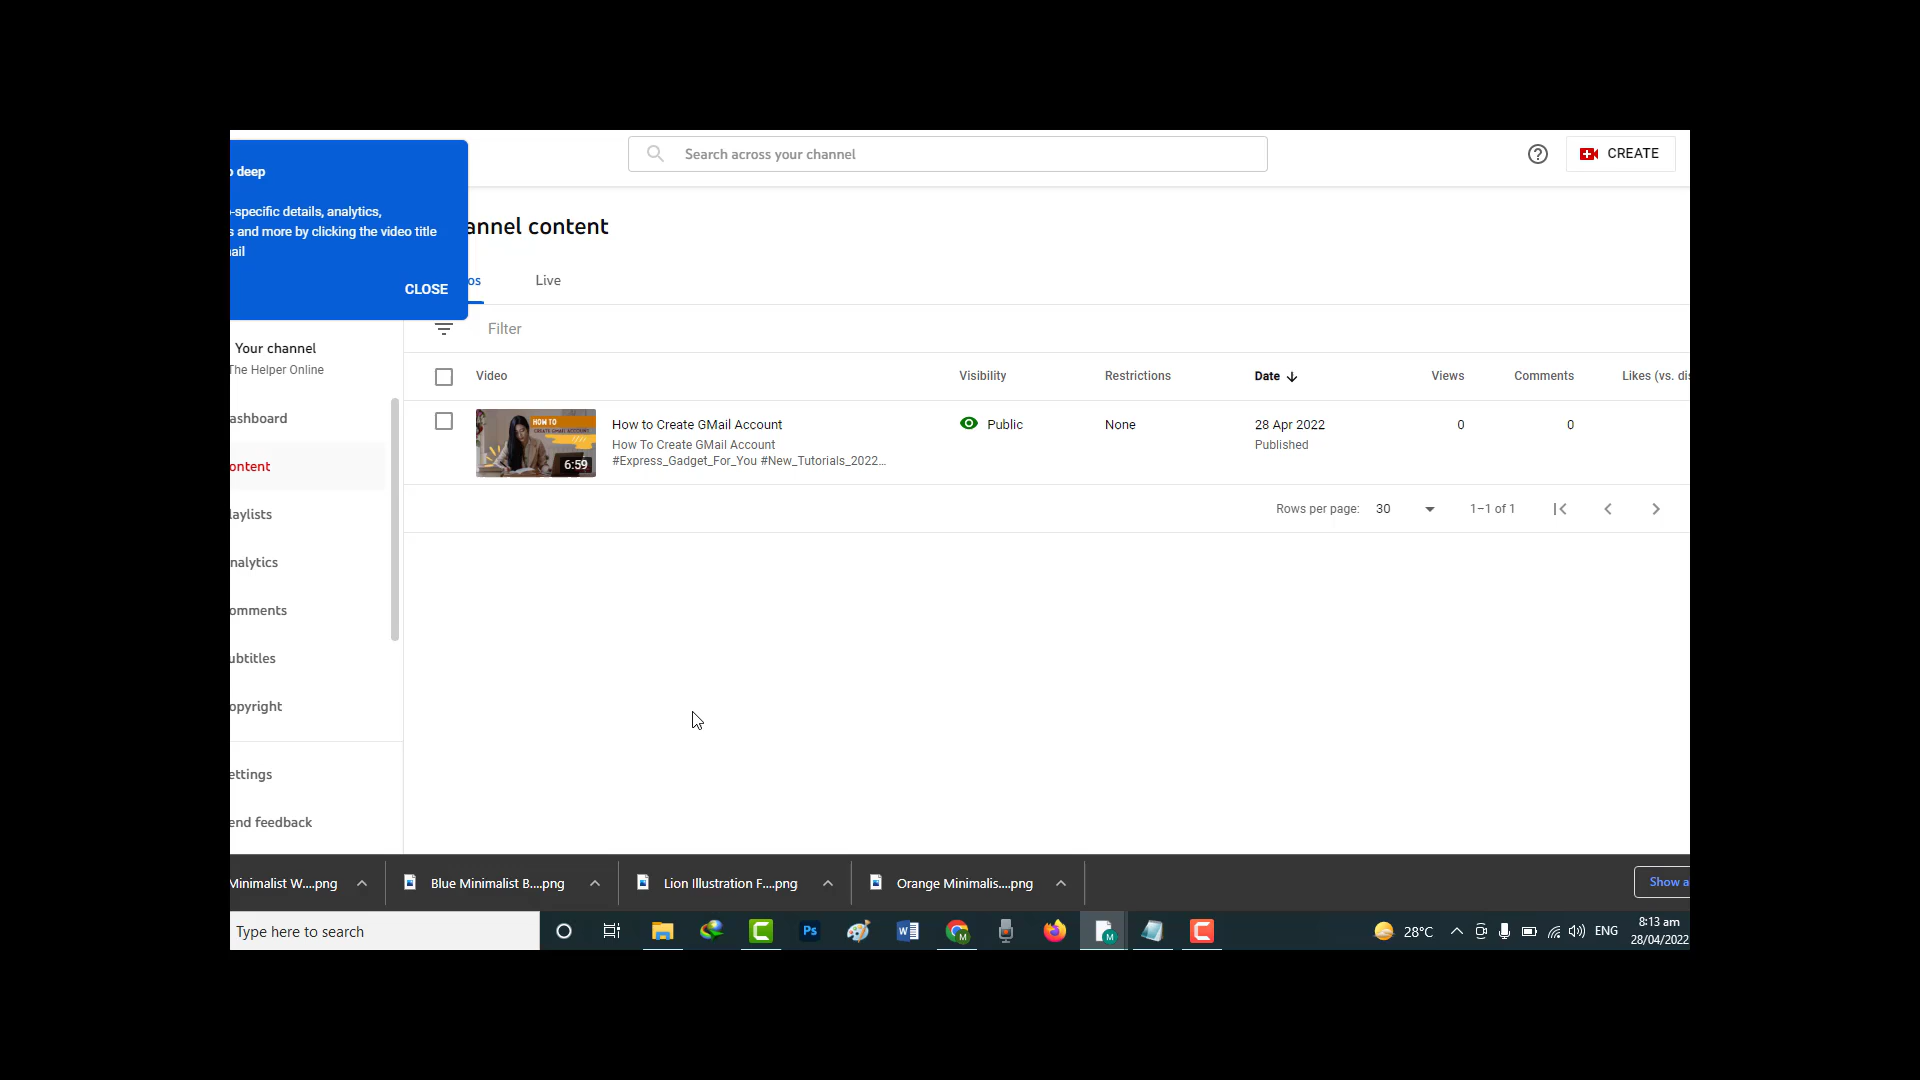 Search across your channel
CREATE
o deep
-specific details, analytics,
s and more by clicking the video title
ail
CLOSE
annel content
os
Live
Filter
Your channel
The Helper Online
ashboard
ontent
laylists
nalytics
omments
ubtitles
opyright
ettings
end feedback
Video
Visibility
Restrictions
Date
Views
Comments
Likes (vs. dis
HOW TO
CREATE GMAIL ACCOUNT
6:59
How to Create GMail Account
How To Create GMail Account
#Express_Gadget_For_You #New_Tutorials_2022...
Public
None
28 Apr 2022
Published
0
0
Rows per page:
30
1–1 of 1
Minimalist W....png
Blue Minimalist B....png
Lion Illustration F....png
Orange Minimalis....png
Show a
Type here to search
Ps
28°C
ENG
8:13 am
28/04/2022